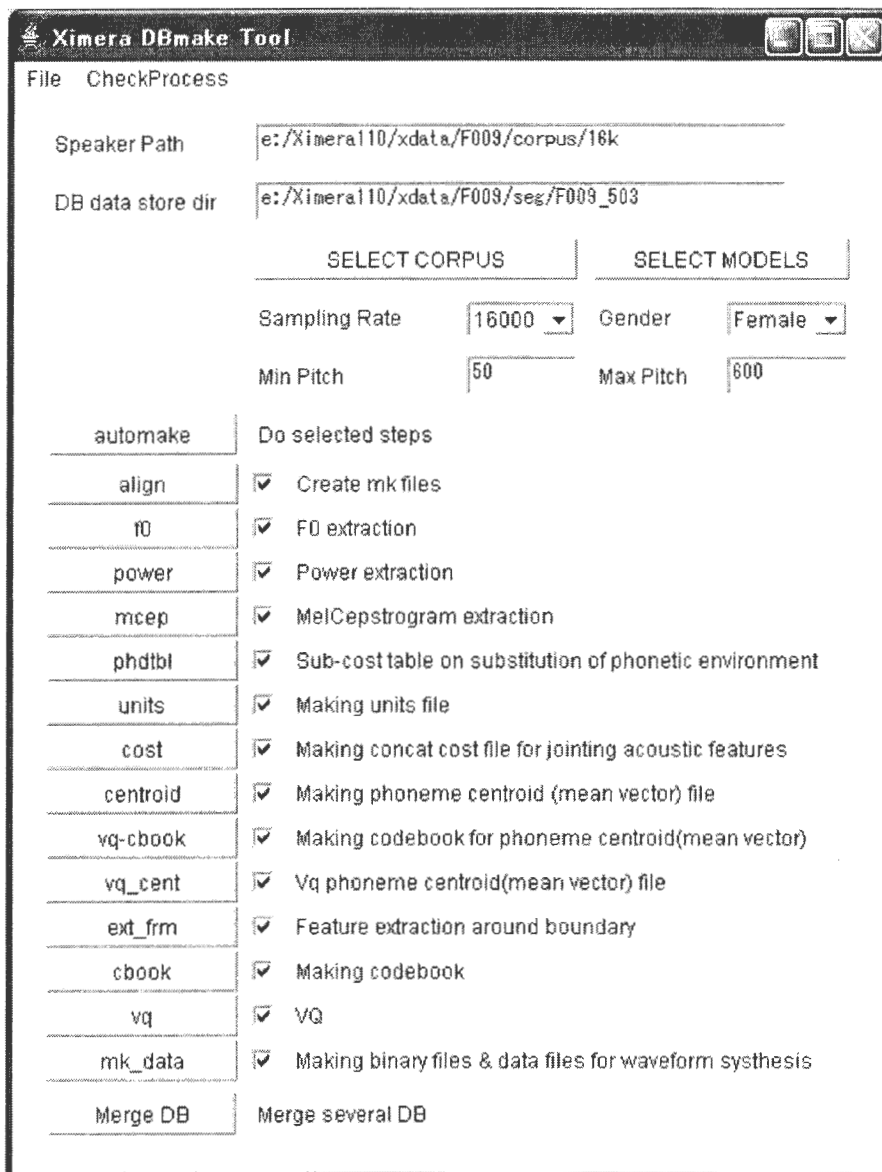 Ximera DBmake Tool
File CheckProcess
Speaker Path e:/Ximera110/xdata/F009/corpus/16k
DB data store dir e:/Ximera110/xdata/F009/seg/F009_503
SELECT CORPUS SELECT MODELS
Sampling Rate 16000 Gender Female
Min Pitch 50 Max Pitch 600
automake Do selected steps
align Create mk files
f0 F0 extraction
power Power extraction
mcep MelCepstrogram extraction
phdtbl Sub-cost table on substitution of phonetic environment
units Making units file
cost Making concat cost file for jointing acoustic features
centroid Making phoneme centroid (mean vector) file
vq-cbook Making codebook for phoneme centroid(mean vector)
vq_cent Vq phoneme centroid(mean vector) file
ext_frm Feature extraction around boundary
cbook Making codebook
vq VQ
mk_data Making binary files & data files for waveform systhesis
Merge DB Merge several DB